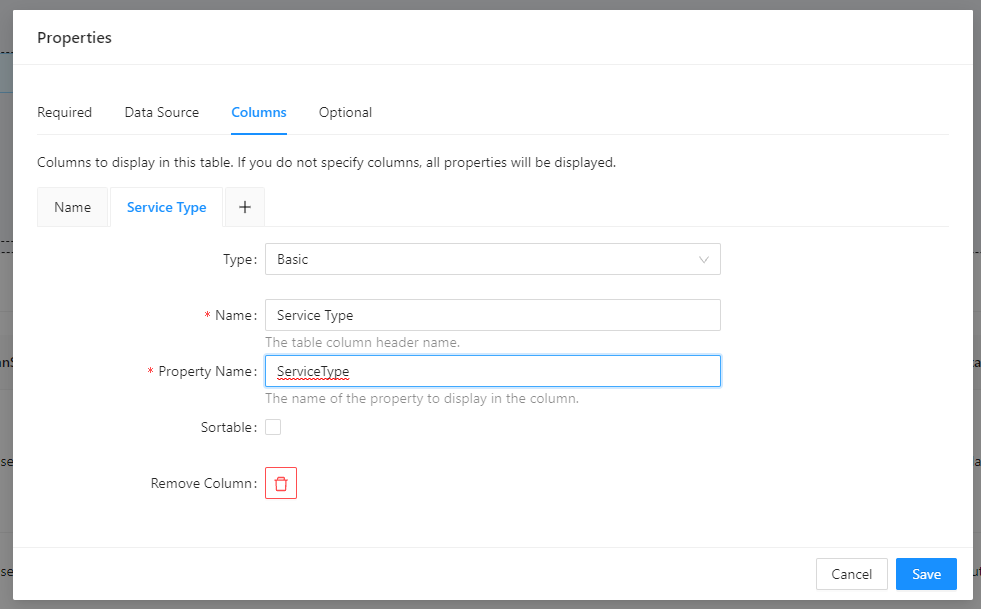 Properties
Required Data Source Columns Optional
Columns to display in this table. If you do not specify columns, all properties will be displayed.
Name Service Type +
Type: Basic
* Name: Service Type
The table column header name.
* Property Name: ServiceType
The name of the property to display in the column.
Sortable:
Remove Column:
Cancel Save